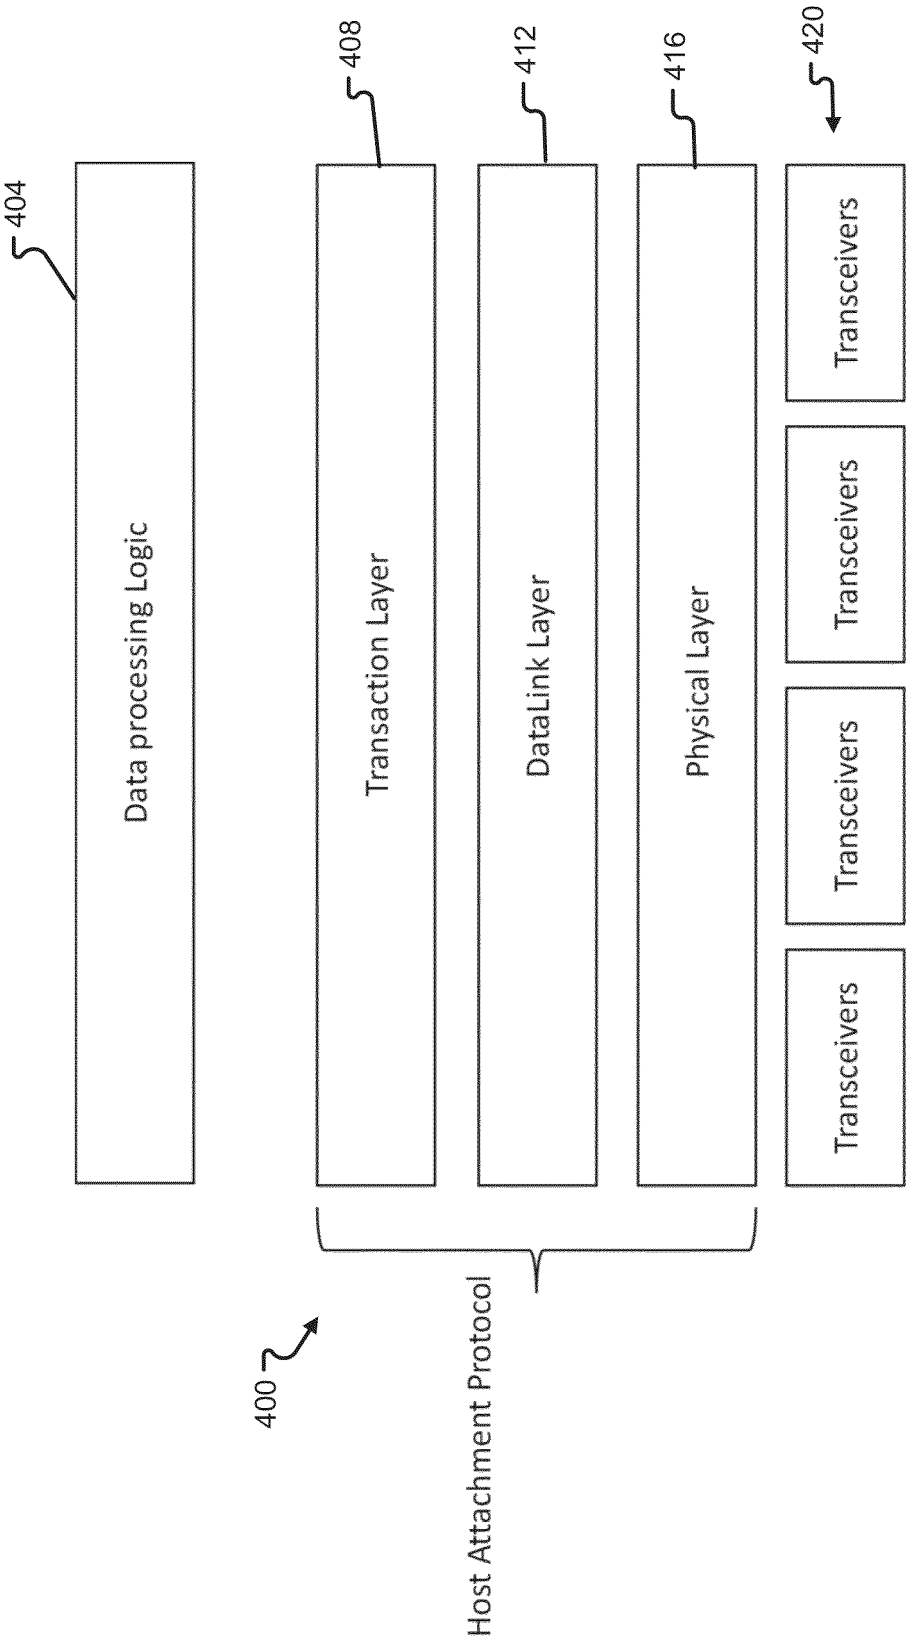 404
Data processing Logic
408
Transaction Layer
412
DataLink Layer
416
Physical Layer
420
Transceivers
Transceivers
Transceivers
Transceivers
400
Host Attachment Protocol